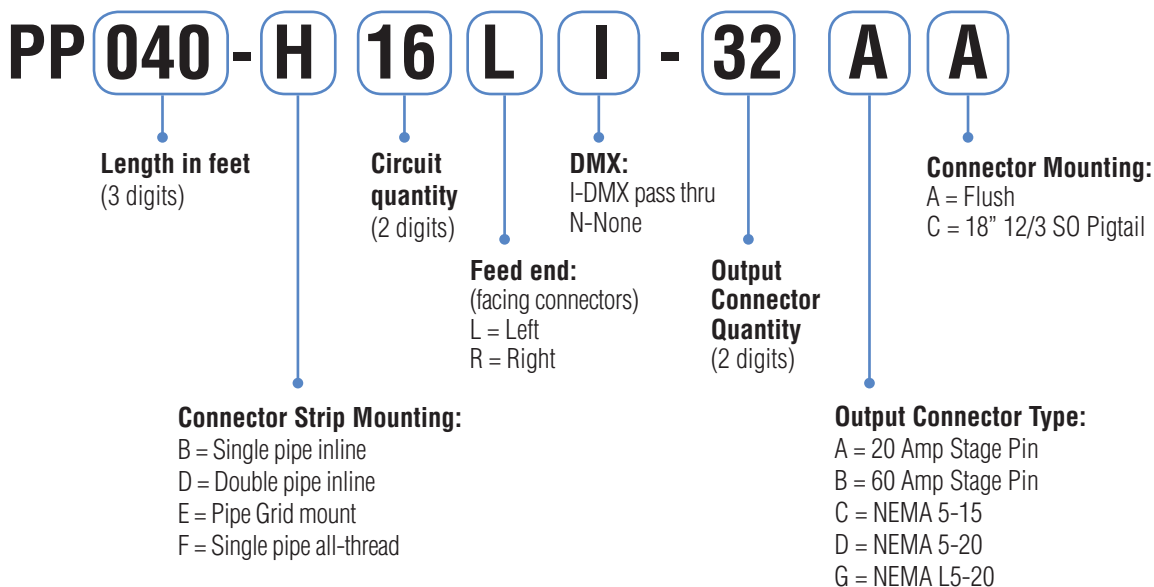 PP 040 - H 16 L I - 32 A A
Length in feet
(3 digits)
Circuit
quantity
(2 digits)
DMX:
I-DMX pass thru
N-None
Connector Mounting:
A = Flush
C = 18” 12/3 SO Pigtail
Feed end:
(facing connectors)
L = Left
R = Right
Output
Connector
Quantity
(2 digits)
Connector Strip Mounting:
B = Single pipe inline
D = Double pipe inline
E = Pipe Grid mount
F = Single pipe all-thread
Output Connector Type:
A = 20 Amp Stage Pin
B = 60 Amp Stage Pin
C = NEMA 5-15
D = NEMA 5-20
G = NEMA L5-20